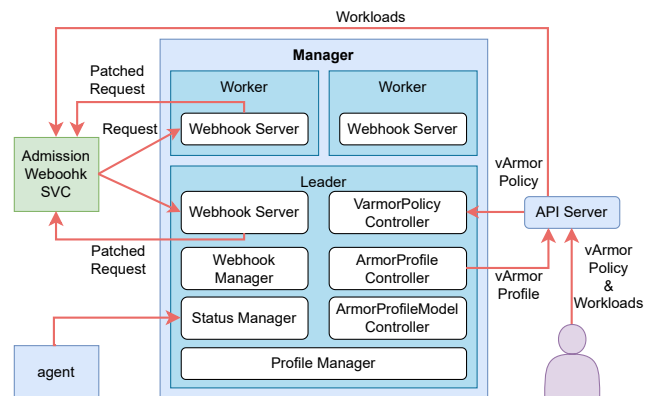 Workloads
Manager
Patched
Request
Worker
Worker
Request
Webhook Server
Webhook Server
Admission
Weboohk
SVC
vArmor
Policy
Leader
Webhook Server
VarmorPolicy
Controller
API Server
Patched
Request
Webhook
Manager
ArmorProfile
Controller
vArmor
Profile
vArmor
Policy
&
Workloads
Status Manager
ArmorProfileModel
Controller
agent
Profile Manager